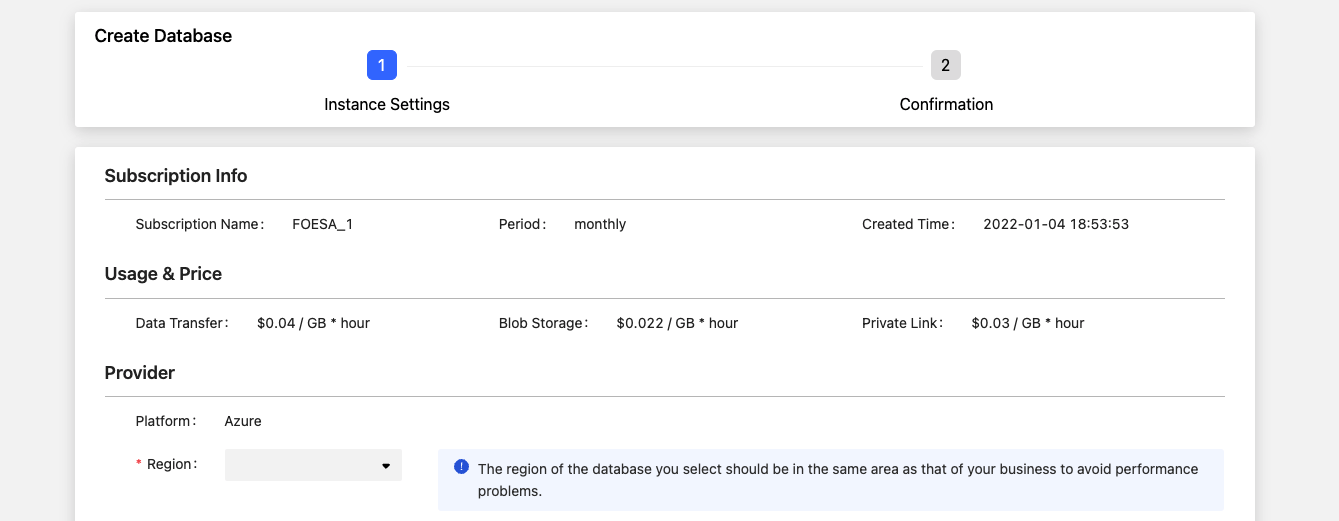 Create Database
1
2
Instance Settings
Confirmation
Subscription Info
Subscription Name: FOESA_1
Period: monthly
Created Time: 2022-01-04 18:53:53
Usage & Price
Data Transfer: $0.04 / GB * hour
Blob Storage: $0.022 / GB * hour
Private Link: $0.03 / GB * hour
Provider
Platform: Azure
* Region:
The region of the database you select should be in the same area as that of your business to avoid performance
problems.